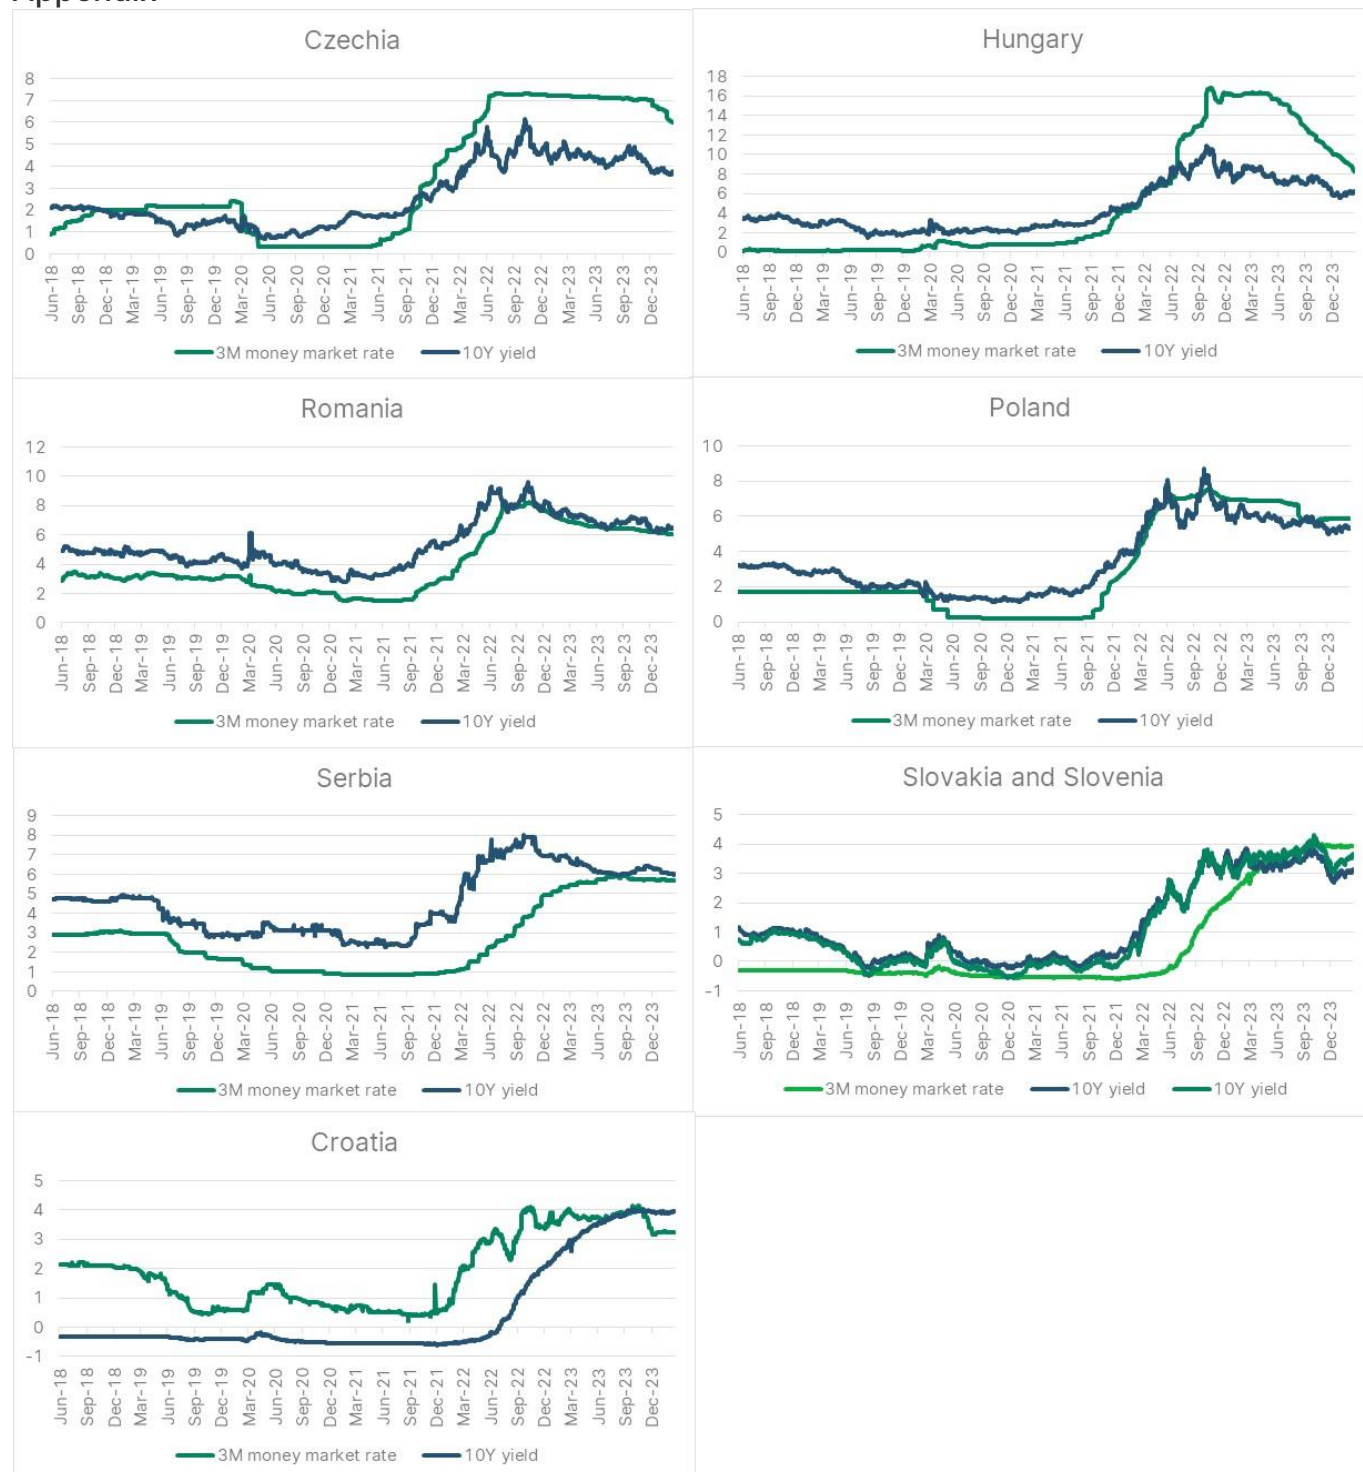 Appendix
Czechia
8
7
6
5
4
3
2
1
0
Jun-18 Sep-18 Dec-18 Mar-19 Jun-19 Sep-19 Dec-19 Mar-20 Jun-20 Sep-20 Dec-20 Mar-21 Jun-21 Sep-21 Dec-21 Mar-22 Jun-22 Sep-22 Dec-22 Mar-23 Jun-23 Sep-23 Dec-23
3M money market rate 10Y yield
Hungary
18
16
14
12
10
8
6
4
2
0
Jun-18 Sep-18 Dec-18 Mar-19 Jun-19 Sep-19 Dec-19 Mar-20 Jun-20 Sep-20 Dec-20 Mar-21 Jun-21 Sep-21 Dec-21 Mar-22 Jun-22 Sep-22 Dec-22 Mar-23 Jun-23 Sep-23 Dec-23
3M money market rate 10Y yield
Romania
12
10
8
6
4
2
0
Jun-18 Sep-18 Dec-18 Mar-19 Jun-19 Sep-19 Dec-19 Mar-20 Jun-20 Sep-20 Dec-20 Mar-21 Jun-21 Sep-21 Dec-21 Mar-22 Jun-22 Sep-22 Dec-22 Mar-23 Jun-23 Sep-23 Dec-23
3M money market rate 10Y yield
Poland
10
8
6
4
2
0
Jun-18 Sep-18 Dec-18 Mar-19 Jun-19 Sep-19 Dec-19 Mar-20 Jun-20 Sep-20 Dec-20 Mar-21 Jun-21 Sep-21 Dec-21 Mar-22 Jun-22 Sep-22 Dec-22 Mar-23 Jun-23 Sep-23 Dec-23
3M money market rate 10Y yield
Serbia
9
8
7
6
5
4
3
2
1
0
Jun-18 Sep-18 Dec-18 Mar-19 Jun-19 Sep-19 Dec-19 Mar-20 Jun-20 Sep-20 Dec-20 Mar-21 Jun-21 Sep-21 Dec-21 Mar-22 Jun-22 Sep-22 Dec-22 Mar-23 Jun-23 Sep-23 Dec-23
3M money market rate 10Y yield
Slovakia and Slovenia
5
4
3
2
1
0
-1
Jun-18 Sep-18 Dec-18 Mar-19 Jun-19 Sep-19 Dec-19 Mar-20 Jun-20 Sep-20 Dec-20 Mar-21 Jun-21 Sep-21 Dec-21 Mar-22 Jun-22 Sep-22 Dec-22 Mar-23 Jun-23 Sep-23 Dec-23
3M money market rate 10Y yield 10Y yield
Croatia
5
4
3
2
1
0
-1
Jun-18 Sep-18 Dec-18 Mar-19 Jun-19 Sep-19 Dec-19 Mar-20 Jun-20 Sep-20 Dec-20 Mar-21 Jun-21 Sep-21 Dec-21 Mar-22 Jun-22 Sep-22 Dec-22 Mar-23 Jun-23 Sep-23 Dec-23
3M money market rate 10Y yield